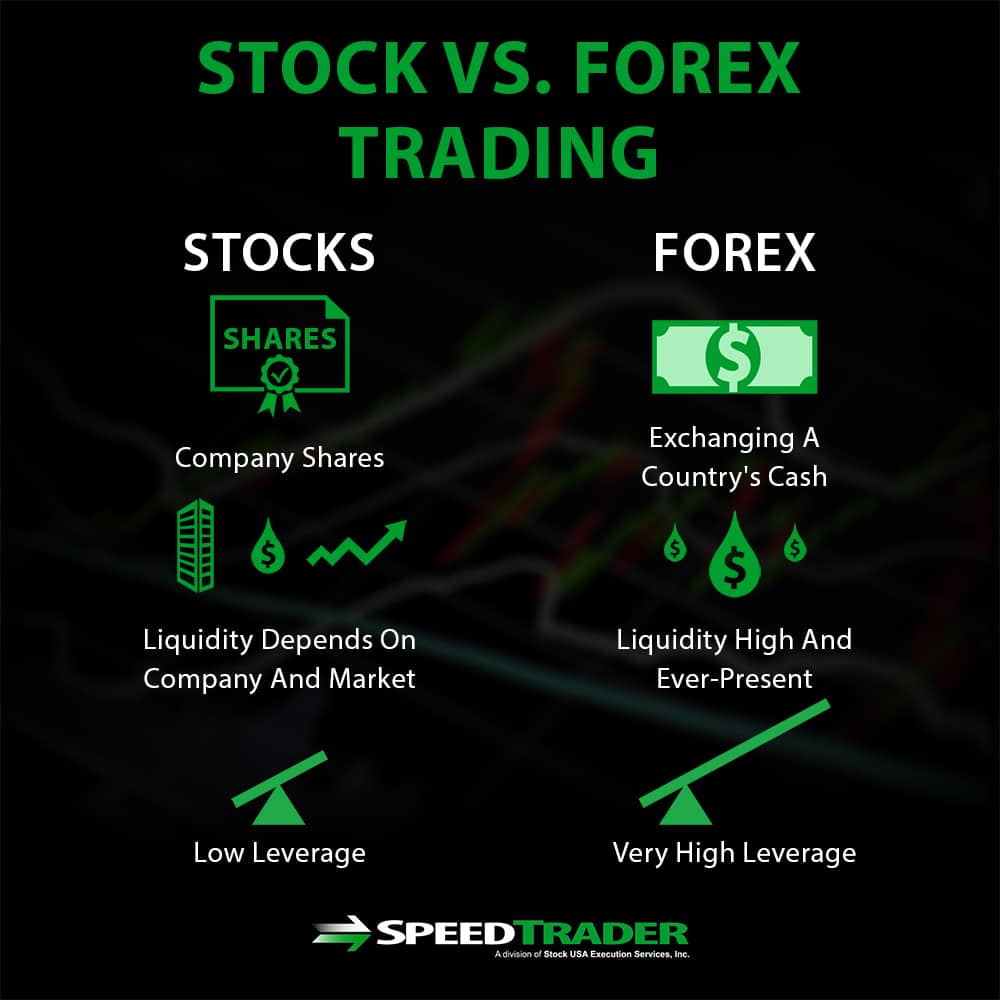 STOCK VS. FOREX
TRADING
STOCKS
SHARES
Company Shares
$
Liquidity Depends On
Company And Market
Low Leverage
FOREX
$
Exchanging A
Country's Cash
$ $ $
Liquidity High And
Ever-Present
Very High Leverage
SPEEDTRADER
A division of Stock USA Execution Services, Inc.